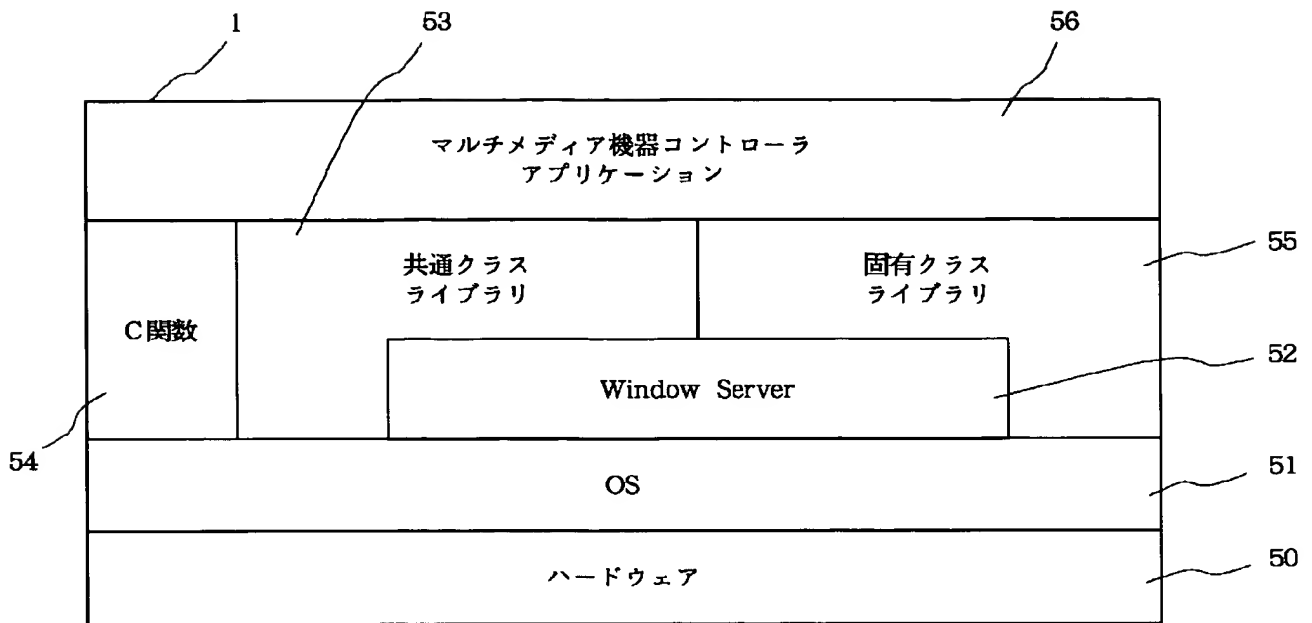 1
53
56
マルチメディア機器コントローラ
アプリケーション
共通クラス
ライブラリ
固有クラス
ライブラリ
55
C関数
Window Server
52
54
OS
51
ハードウェア
50